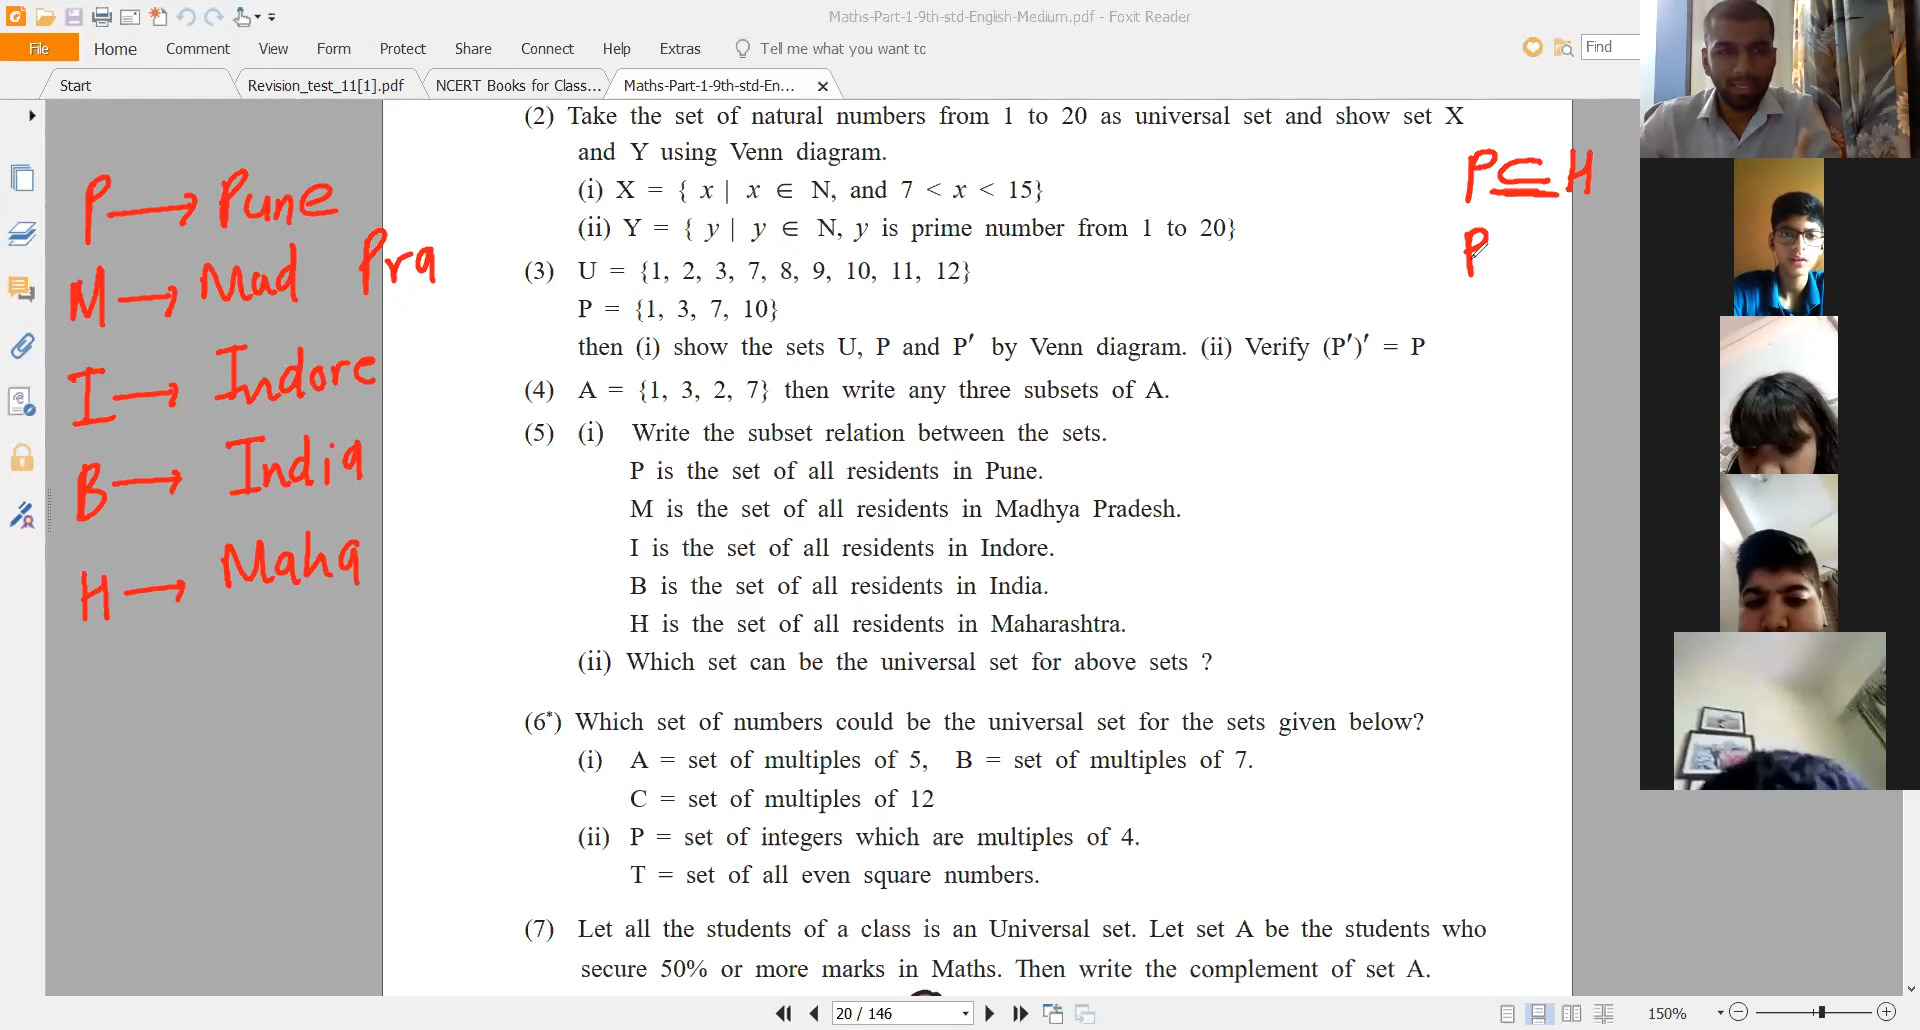 Maths-Part-1-9th-std-English-Medium.pdf - Foxit Reader
File Home Comment View Form Protect Share Connect Help Extras Tell me what you want to Find
Start Revision_test_11[1].pdf NCERT Books for Class... Maths-Part-1-9th-std-En...
(2) Take the set of natural numbers from 1 to 20 as universal set and show set X
and Y using Venn diagram.
(i) X = { x | x ∈ N, and 7 < x < 15}
(ii) Y = { y | y ∈ N, y is prime number from 1 to 20}
(3) U = {1, 2, 3, 7, 8, 9, 10, 11, 12}
P = {1, 3, 7, 10}
then (i) show the sets U, P and P′ by Venn diagram. (ii) Verify (P′)′ = P
(4) A = {1, 3, 2, 7} then write any three subsets of A.
(5) (i) Write the subset relation between the sets.
P is the set of all residents in Pune.
M is the set of all residents in Madhya Pradesh.
I is the set of all residents in Indore.
B is the set of all residents in India.
H is the set of all residents in Maharashtra.
(ii) Which set can be the universal set for above sets ?
(6*) Which set of numbers could be the universal set for the sets given below?
(i) A = set of multiples of 5, B = set of multiples of 7.
C = set of multiples of 12
(ii) P = set of integers which are multiples of 4.
T = set of all even square numbers.
(7) Let all the students of a class is an Universal set. Let set A be the students who
secure 50% or more marks in Maths. Then write the complement of set A.
P → Pune
M → Mad Pra
I → Indore
B → India
H → Maha
P ⊆ H
P
20 / 146 150%